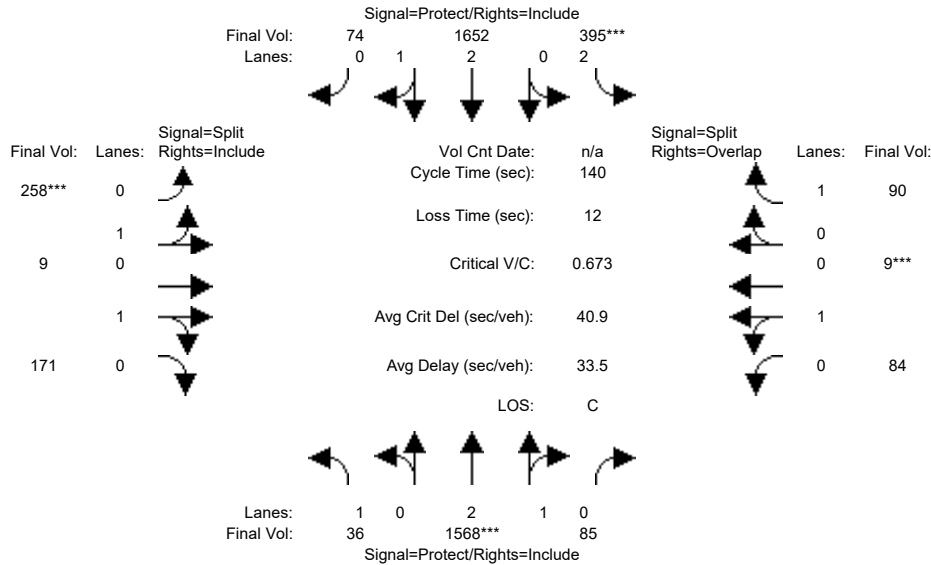 Signal=Protect/Rights=Include
Final Vol: 74 1652 395***
Lanes: 0 1 2 0 2
Signal=Split Signal=Split
Final Vol: Lanes: Rights=Include Vol Cnt Date: n/a Rights=Overlap Lanes: Final Vol:
Cycle Time (sec): 140
258*** 0 1 90
Loss Time (sec): 12
1 0
9 0 Critical V/C: 0.673 0 9***
1 Avg Crit Del (sec/veh): 40.9 1
171 0 Avg Delay (sec/veh): 33.5 0 84
LOS: C
Lanes: 1 0 2 1 0
Final Vol: 36 1568*** 85
Signal=Protect/Rights=Include